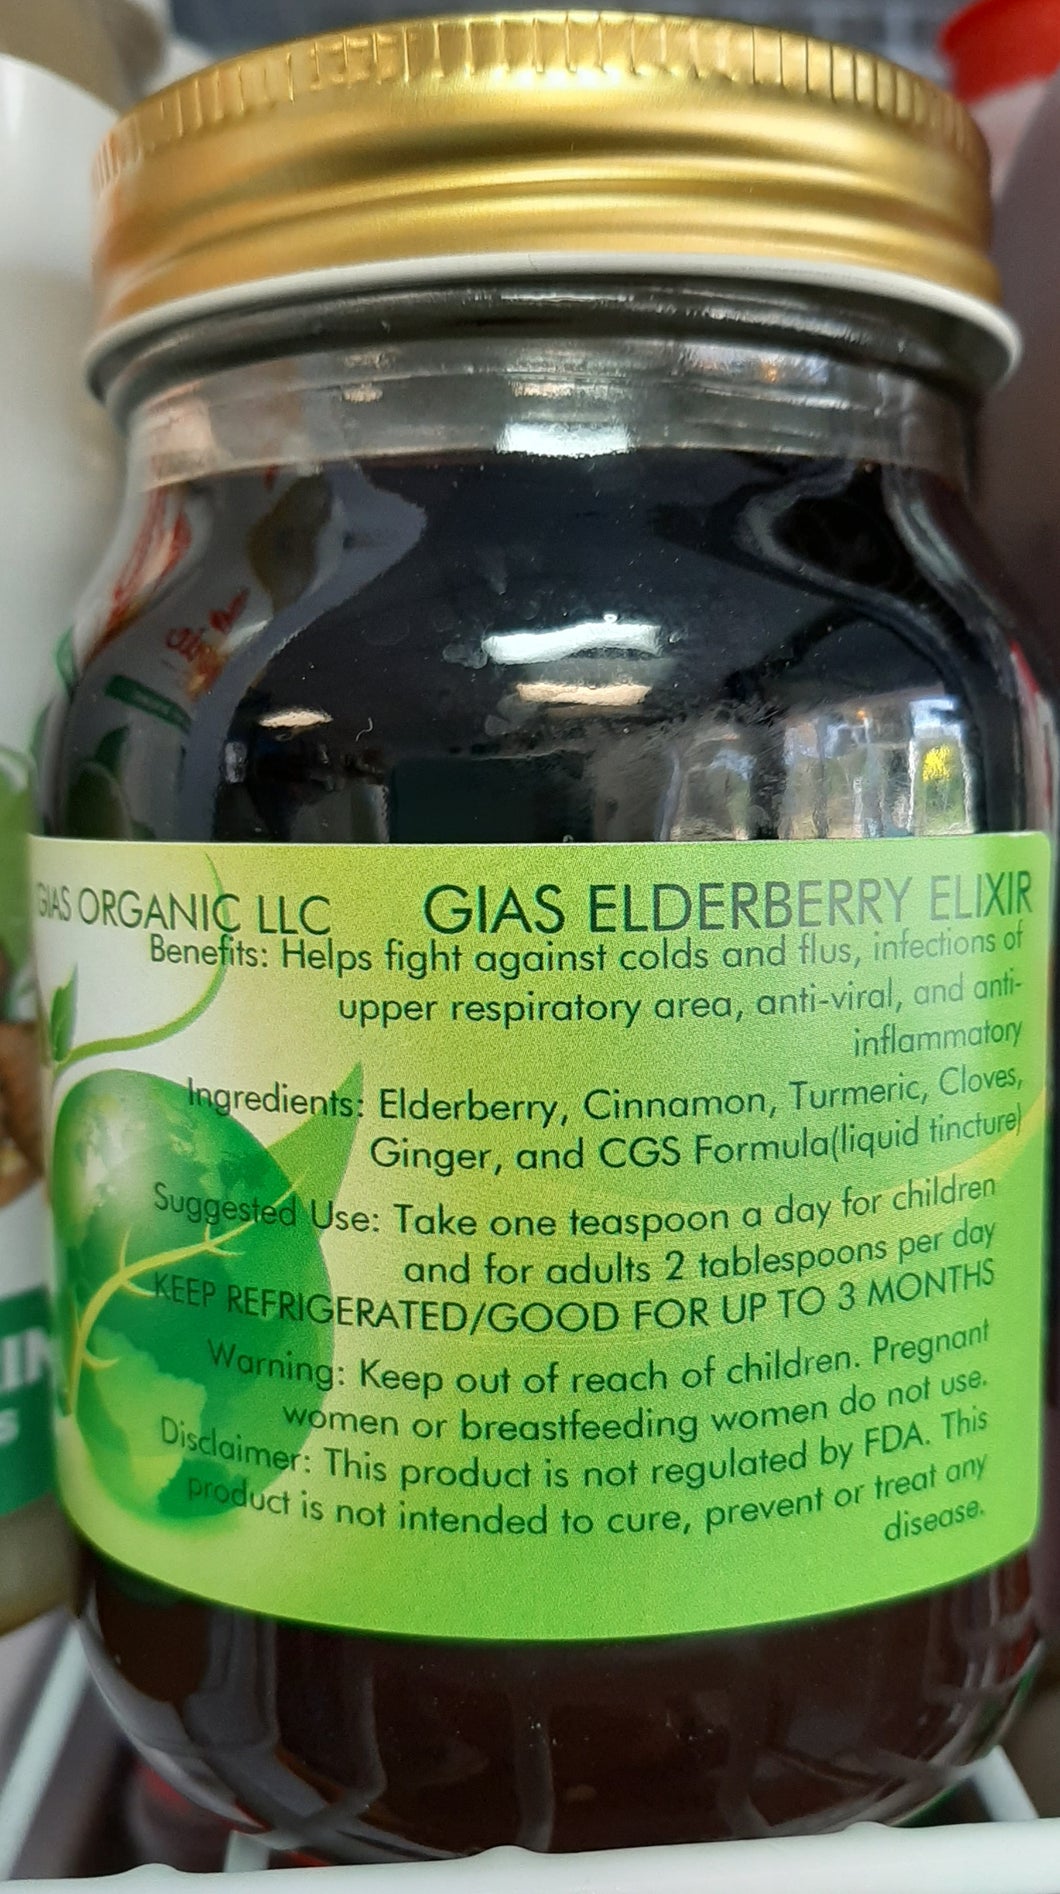 GIAS ORGANIC LLC GIAS ELDERBERRY ELIXIR
Benefits: Helps fight against colds and flus, infections of
upper respiratory area, anti-viral, and anti-
inflammatory
Ingredients: Elderberry, Cinnamon, Turmeric, Cloves,
Ginger, and CGS Formula(liquid tincture)
Suggested Use: Take one teaspoon a day for children
and for adults 2 tablespoons per day
KEEP REFRIGERATED/GOOD FOR UP TO 3 MONTHS
Warning: Keep out of reach of children. Pregnant
women or breastfeeding women do not use.
Disclaimer: This product is not regulated by FDA. This
product is not intended to cure, prevent or treat any
disease.